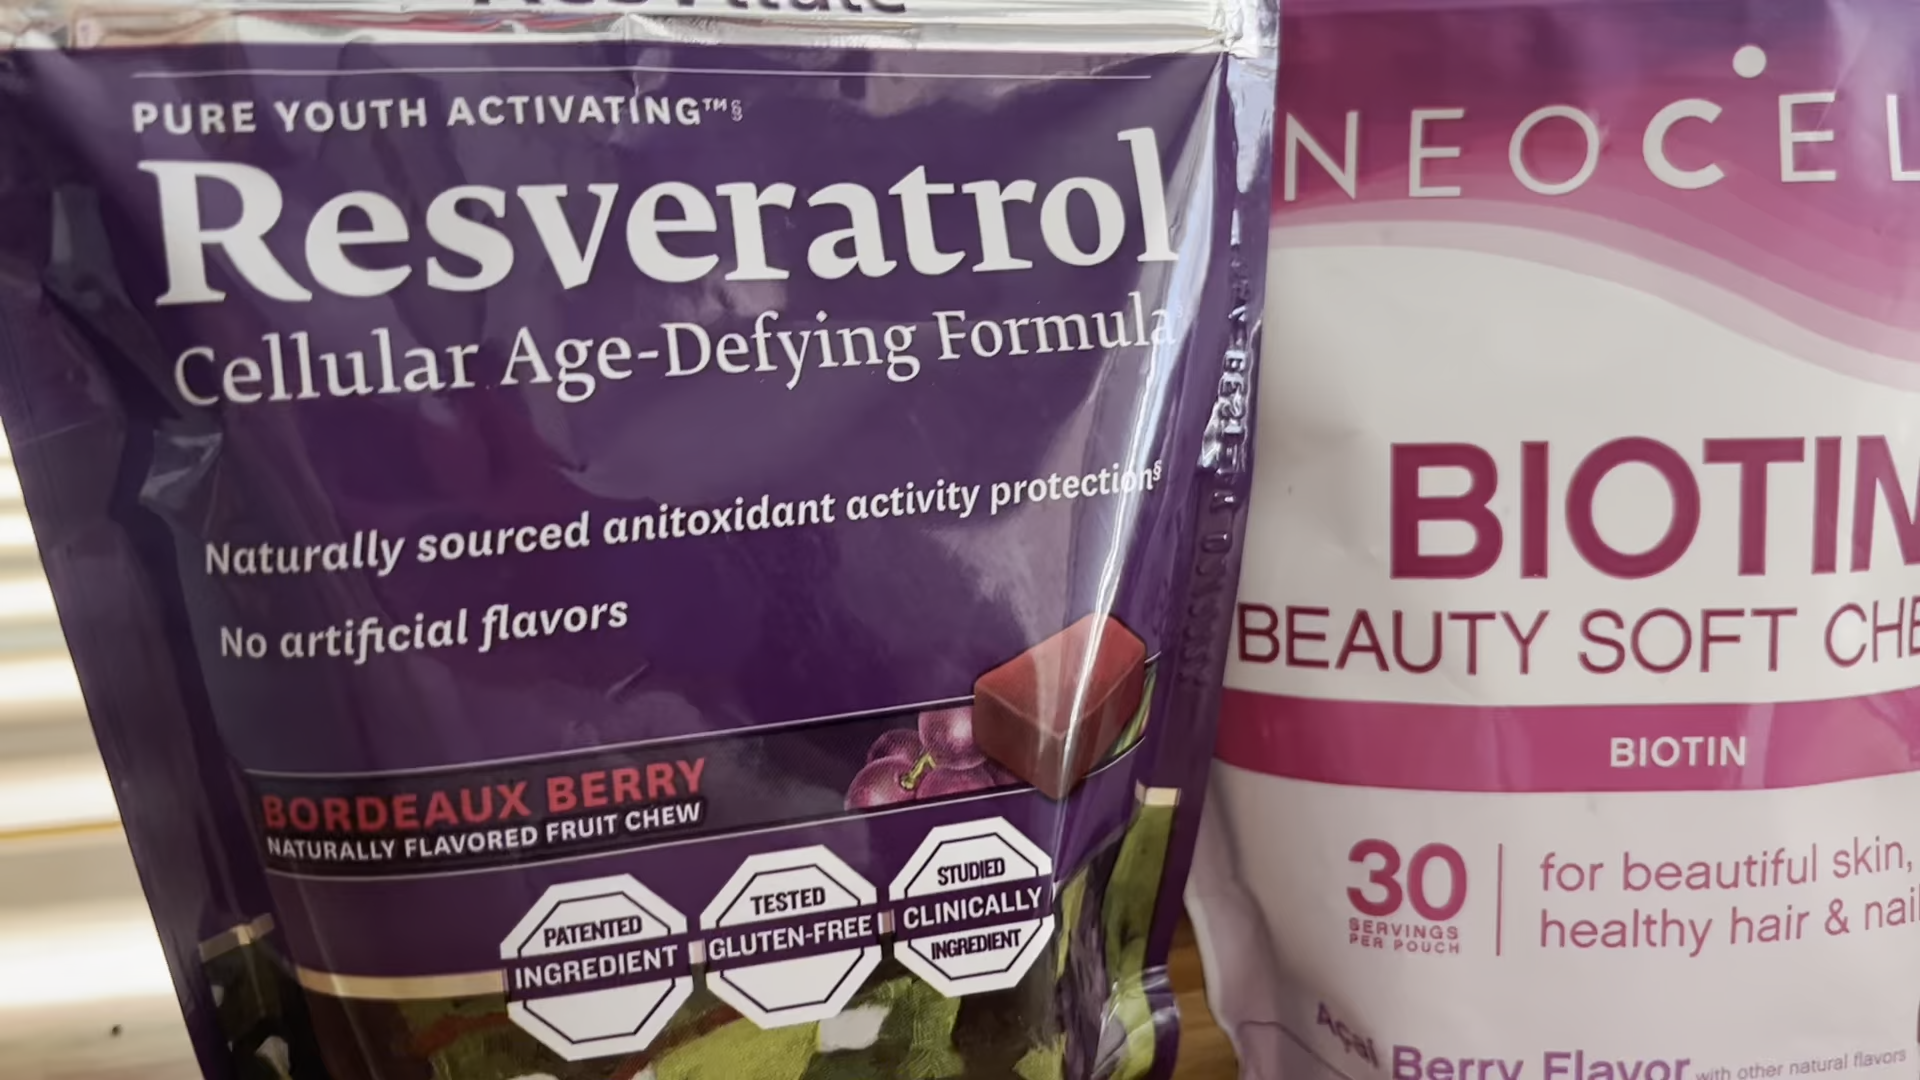 PURE YOUTH ACTIVATING™§
Resveratrol
Cellular Age-Defying Formula
Naturally sourced anitoxidant activity protection§
No artificial flavors
BORDEAUX BERRY
NATURALLY FLAVORED FRUIT CHEW
PATENTED
INGREDIENT
TESTED
GLUTEN-FREE
STUDIED
CLINICALLY
INGREDIENT
NEOCEL
BIOTIN
BEAUTY SOFT CHE
BIOTIN
30
SERVINGS
PER POUCH
for beautiful skin,
healthy hair & nail
Açai
Berry Flavor with other natural flavors